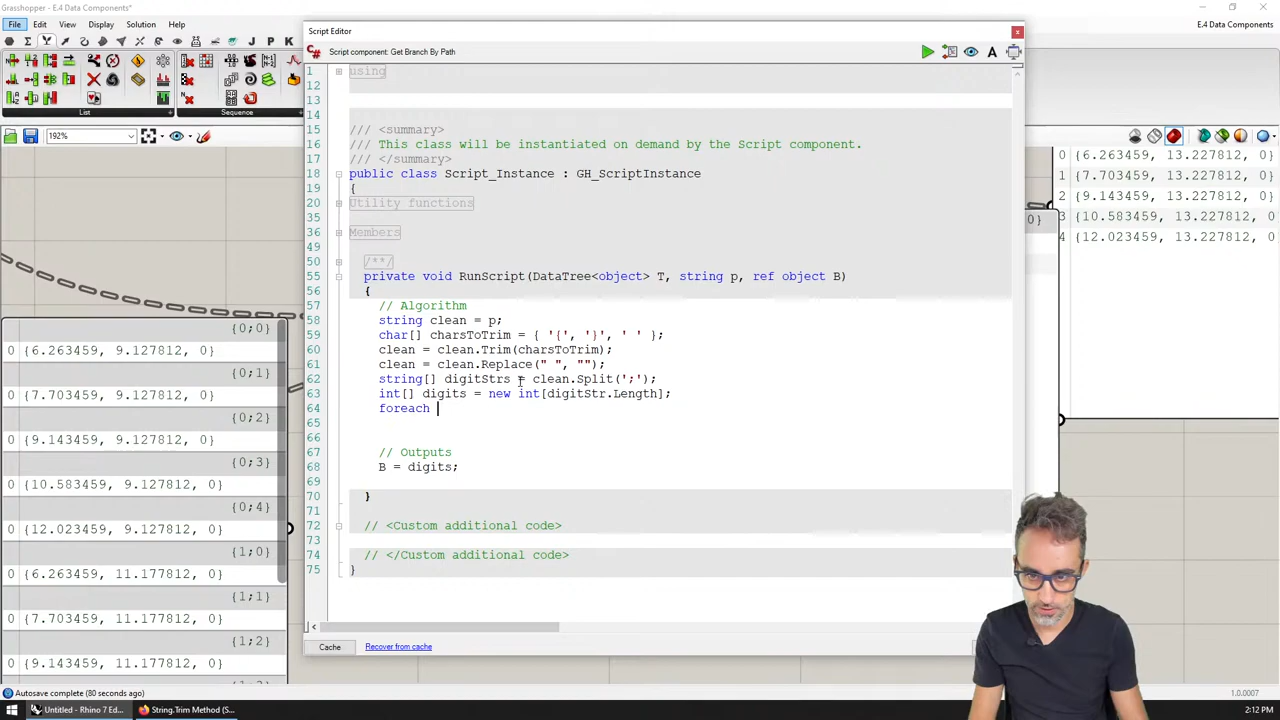 Grasshopper - E.4 Data Components*
File Edit View Display Solution Help
E.4 Data Components*
T V D X J P K
List
Sequence
192%
Script Editor
Script component: Get Branch By Path
1 using
12
13
14
15 /// <summary>
16 /// This class will be instantiated on demand by the Script component.
17 /// </summary>
18 public class Script_Instance : GH_ScriptInstance
19 {
20 Utility functions
35
36 Members
49
50 /**/
55 private void RunScript(DataTree<object> T, string p, ref object B)
56 {
57 // Algorithm
58 string clean = p;
59 char[] charsToTrim = { '{', '}', ' ' };
60 clean = clean.Trim(charsToTrim);
61 clean = clean.Replace(" ", "");
62 string[] digitStrs = clean.Split(';');
63 int[] digits = new int[digitStr.Length];
64 foreach
65
66
67 // Outputs
68 B = digits;
69
70 }
71
72 // <Custom additional code>
73
74 // </Custom additional code>
75 }
Cache
Recover from cache
{0;0}
0 {6.263459, 9.127812, 0}
{0;1}
0 {7.703459, 9.127812, 0}
{0;2}
0 {9.143459, 9.127812, 0}
{0;3}
0 {10.583459, 9.127812, 0}
{0;4}
0 {12.023459, 9.127812, 0}
{1;0}
0 {6.263459, 11.177812, 0}
{1;1}
0 {7.703459, 11.177812, 0}
{1;2}
0 {9.143459, 11.177812, 0}
0 {6.263459, 13.227812, 0}
1 {7.703459, 13.227812, 0}
2 {9.143459, 13.227812, 0}
3 {10.583459, 13.227812, 0}
4 {12.023459, 13.227812, 0}
0}
Autosave complete (80 seconds ago)
1.0.0007
Untitled - Rhino 7 Edu...
String.Trim Method (S...
2:12 PM